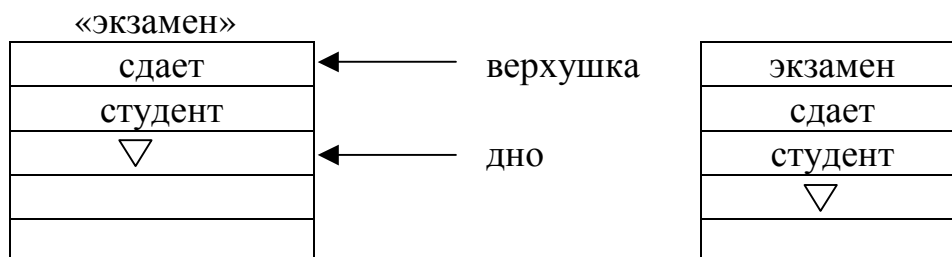 «экзамен»
сдает
верхушка
экзамен
студент
сдает
дно
студент